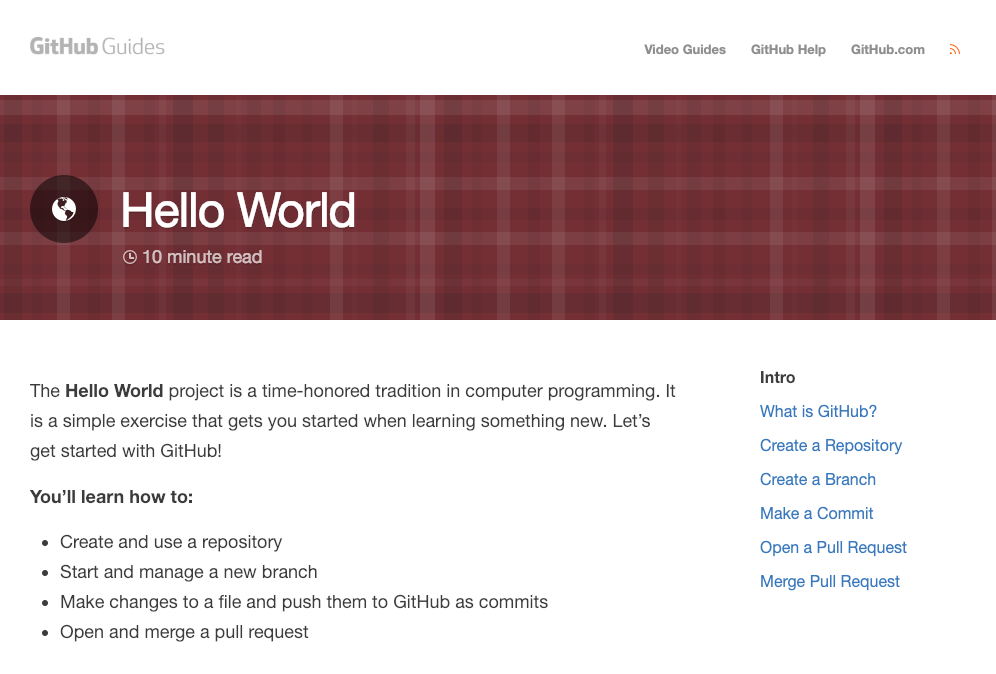 GitHub Guides
Video Guides
GitHub Help
GitHub.com
Hello World
10 minute read
The Hello World project is a time-honored tradition in computer programming. It
is a simple exercise that gets you started when learning something new. Let’s
get started with GitHub!
You’ll learn how to:
Create and use a repository
Start and manage a new branch
Make changes to a file and push them to GitHub as commits
Open and merge a pull request
Intro
What is GitHub?
Create a Repository
Create a Branch
Make a Commit
Open a Pull Request
Merge Pull Request